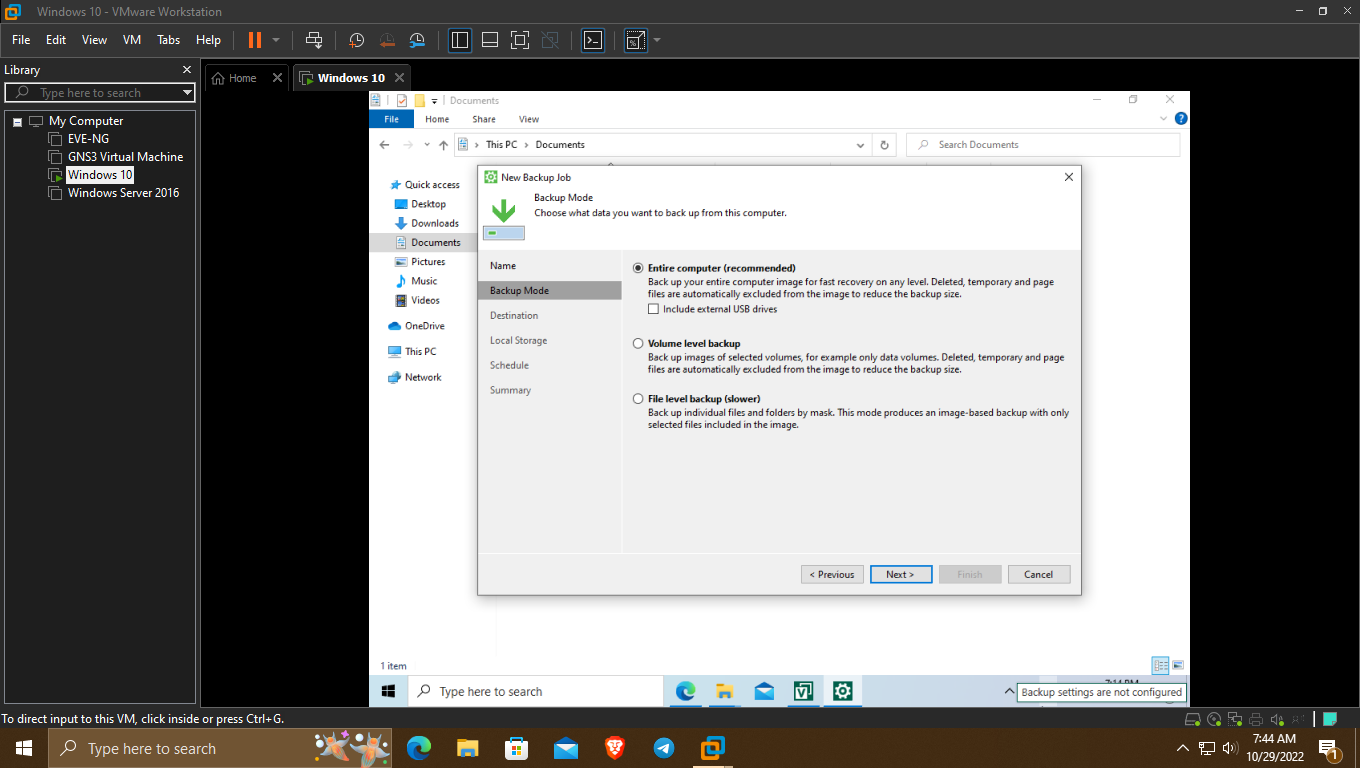 Windows 10 - VMware Workstation
File Edit View VM Tabs Help
Library
Type here to search
My Computer
EVE-NG
GNS3 Virtual Machine
Windows 10
Windows Server 2016
Home
Windows 10
Documents
File Home Share View
This PC Documents
Search Documents
Quick access
Desktop
Downloads
Documents
Pictures
Music
Videos
OneDrive
This PC
Network
New Backup Job
Backup Mode
Choose what data you want to back up from this computer.
Name
Backup Mode
Destination
Local Storage
Schedule
Summary
Entire computer (recommended)
Back up your entire computer image for fast recovery on any level. Deleted, temporary and page
files are automatically excluded from the image to reduce the backup size.
Include external USB drives
Volume level backup
Back up images of selected volumes, for example only data volumes. Deleted, temporary and page
files are automatically excluded from the image to reduce the backup size.
File level backup (slower)
Back up individual files and folders by mask. This mode produces an image-based backup with only
selected files included in the image.
< Previous Next > Finish Cancel
1 item
Type here to search
Backup settings are not configured
To direct input to this VM, click inside or press Ctrl+G.
Type here to search
7:44 AM
10/29/2022
1